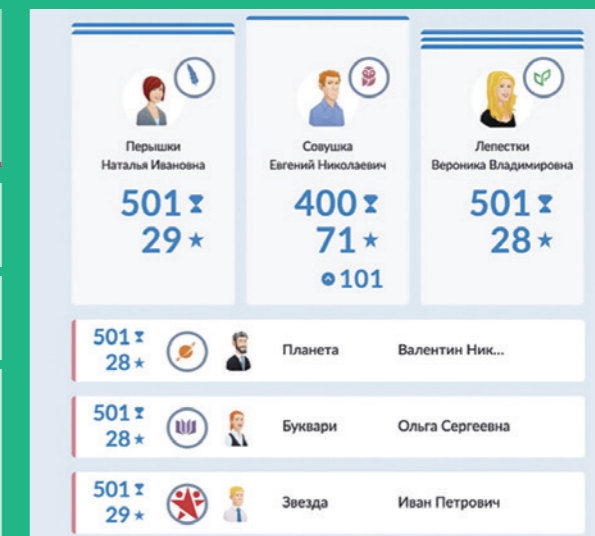 Перышки
Наталья Ивановна
501
29
Совушка
Евгений Николаевич
400
71
101
Лепестки
Вероника Владимировна
501
28
501
28
Планета
Валентин Ник...
501
28
Буквари
Ольга Сергеевна
501
29
Звезда
Иван Петрович